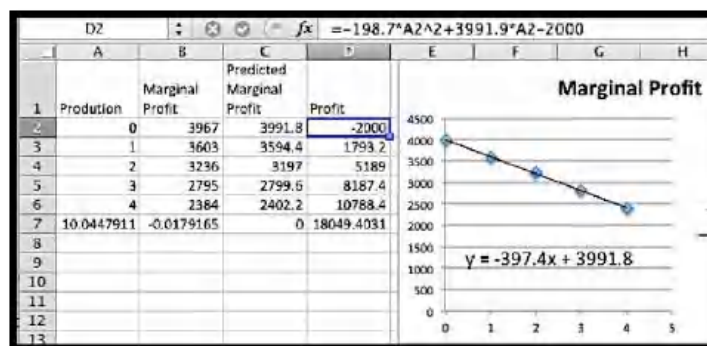 D2 fx =-198.7*A2^2+3991.9*A2-2000
A B C D E F G H
1 Prodution Marginal Profit Predicted Marginal Profit Profit
2 0 3967 3991.8 -2000
3 1 3603 3594.4 1793.2
4 2 3236 3197 5189
5 3 2795 2799.6 8187.4
6 4 2384 2402.2 10788.4
7 10.0447911 -0.0179165 0 18049.4031
8
9
10
11
12
13
Marginal Profit
4500
4000
3500
3000
2500
2000
1500
1000
500
0
y = -397.4x + 3991.8
0 1 2 3 4 5